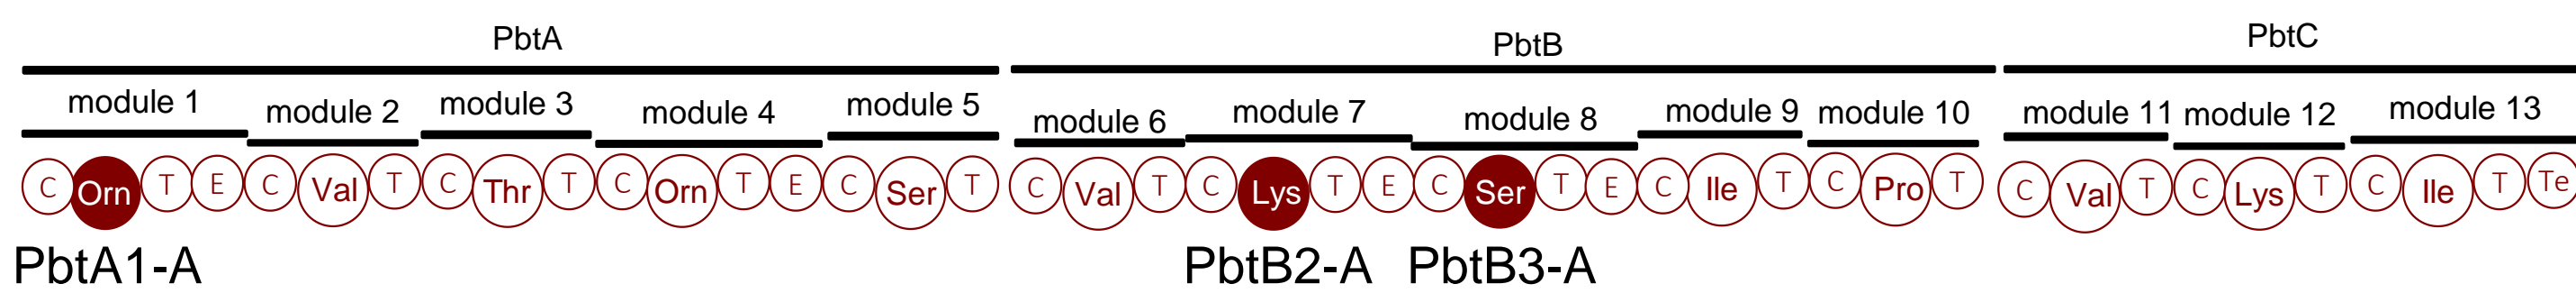 PbtA PbtB PbtC
module 1 module 2 module 3 module 4 module 5 module 6 module 7 module 8 module 9 module 10 module 11 module 12 module 13
C Orn T E C Val T C Thr T C Orn T E C Ser T C Val T C Lys T E C Ser T E C Ile T C Pro T C Val T C Lys T C Ile T Te
PbtA1-A PbtB2-A PbtB3-A